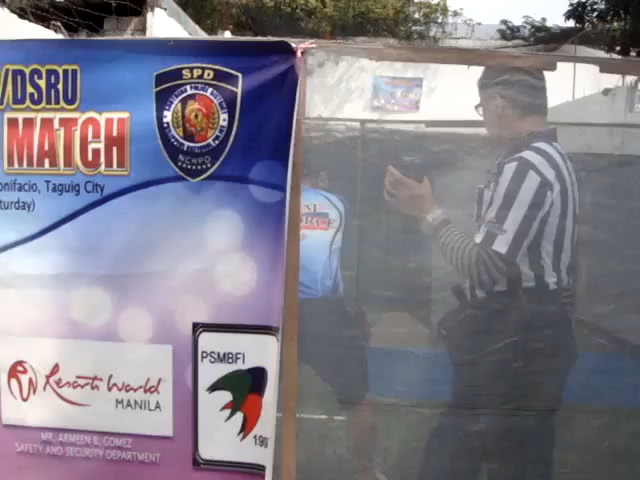 /DSRU
MATCH
onifacio, Taguig City
turday)
SPD
NCRPO
Resorts World
MANILA
MR. ARMEEN B. GOMEZ
SAFETY AND SECURITY DEPARTMENT
PSMBFI
199